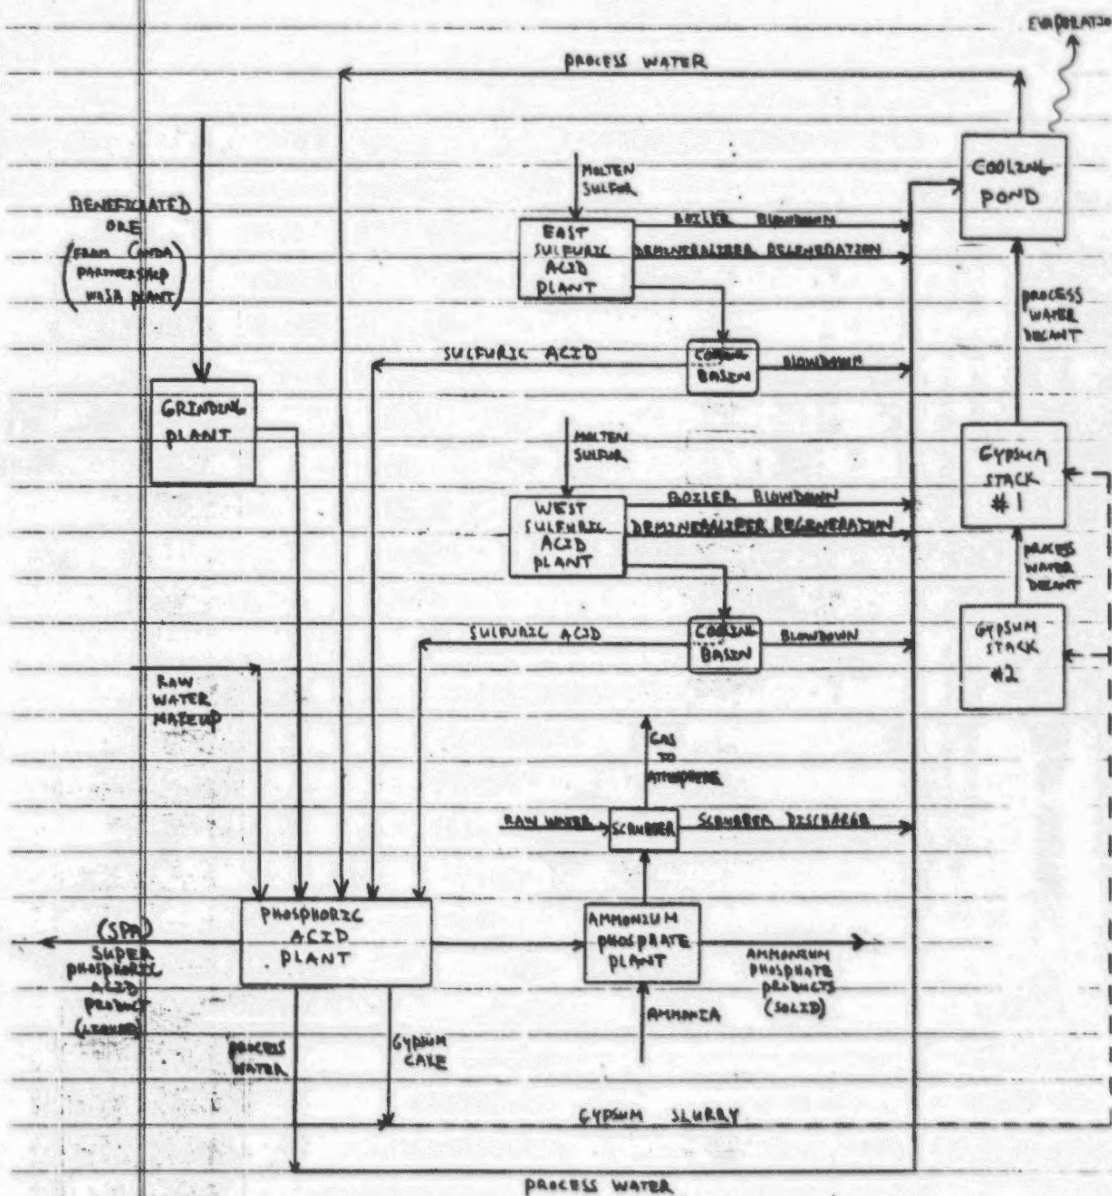 EVAPORATION
PROCESS WATER
COOLING
POND
MOLTEN
SULFUR
BENEFICIATED
ORE
(FROM CONDA
PARTNERSHIP
WASH PLANT)
EAST
SULFURIC
ACID
PLANT
BOILER BLOWDOWN
DEMINERALIZER REGENERATION
PROCESS
WATER
DECANT
SULFURIC ACID
COOLING
BASIN
BLOWDOWN
GRINDING
PLANT
MOLTEN
SULFUR
GYPSUM
STACK
#1
WEST
SULFURIC
ACID
PLANT
BOILER BLOWDOWN
DEMINERALIZER REGENERATION
PROCESS
WATER
DECANT
SULFURIC ACID
COOLING
BASIN
BLOWDOWN
GYPSUM
STACK
#2
RAW
WATER
MAKEUP
GAS
TO
ATMOSPHERE
RAW WATER
SCRUBBER
SCRUBBER DISCHARGE
(SPA)
SUPER
PHOSPHORIC
ACID
PRODUCT
(LIQUID)
PHOSPHORIC
ACID
PLANT
AMMONIUM
PHOSPHATE
PLANT
AMMONIUM
PHOSPHATE
PRODUCTS
(SOLID)
AMMONIA
PROCESS
WATER
GYPSUM
CAKE
GYPSUM SLURRY
PROCESS WATER